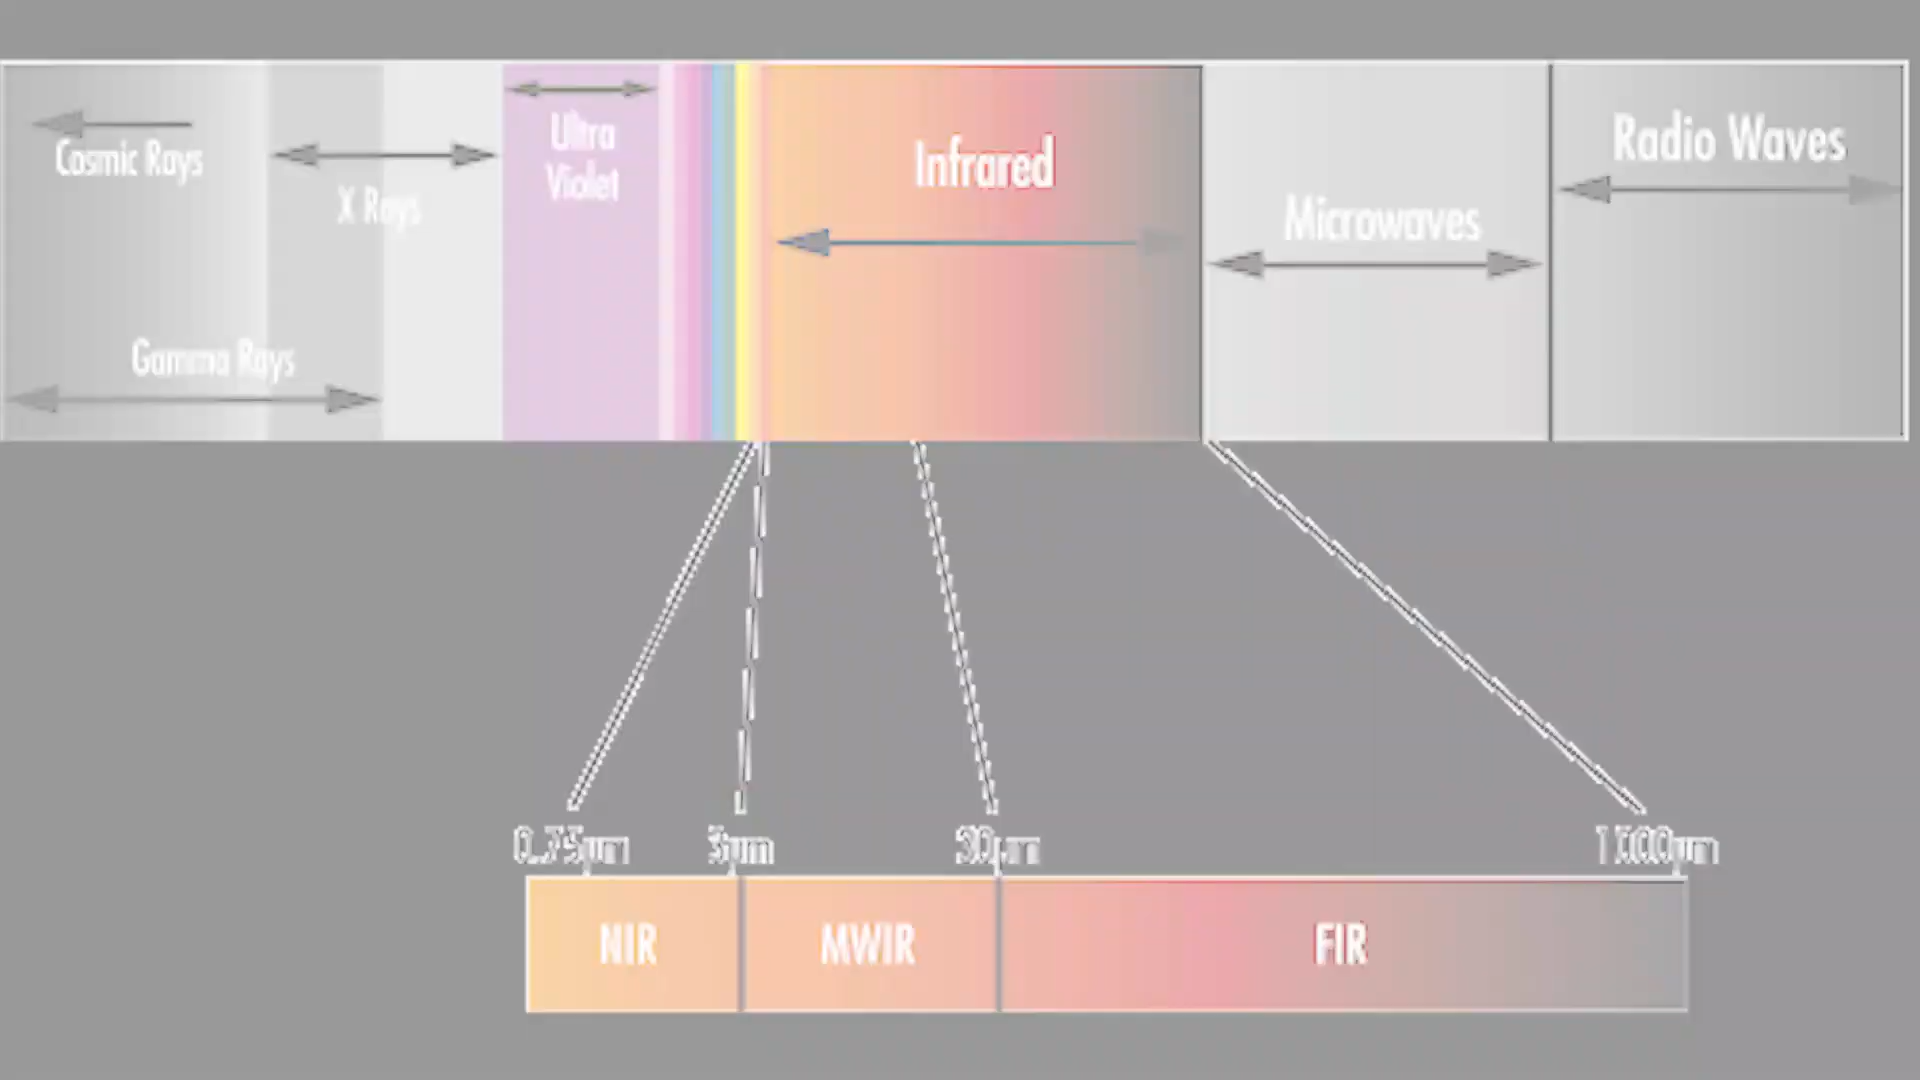 Cosmic Rays
X Rays
Gamma Rays
Ultra
Violet
Infrared
Microwaves
Radio Waves
0.75µm
3µm
30µm
1000µm
NIR
MWIR
FIR